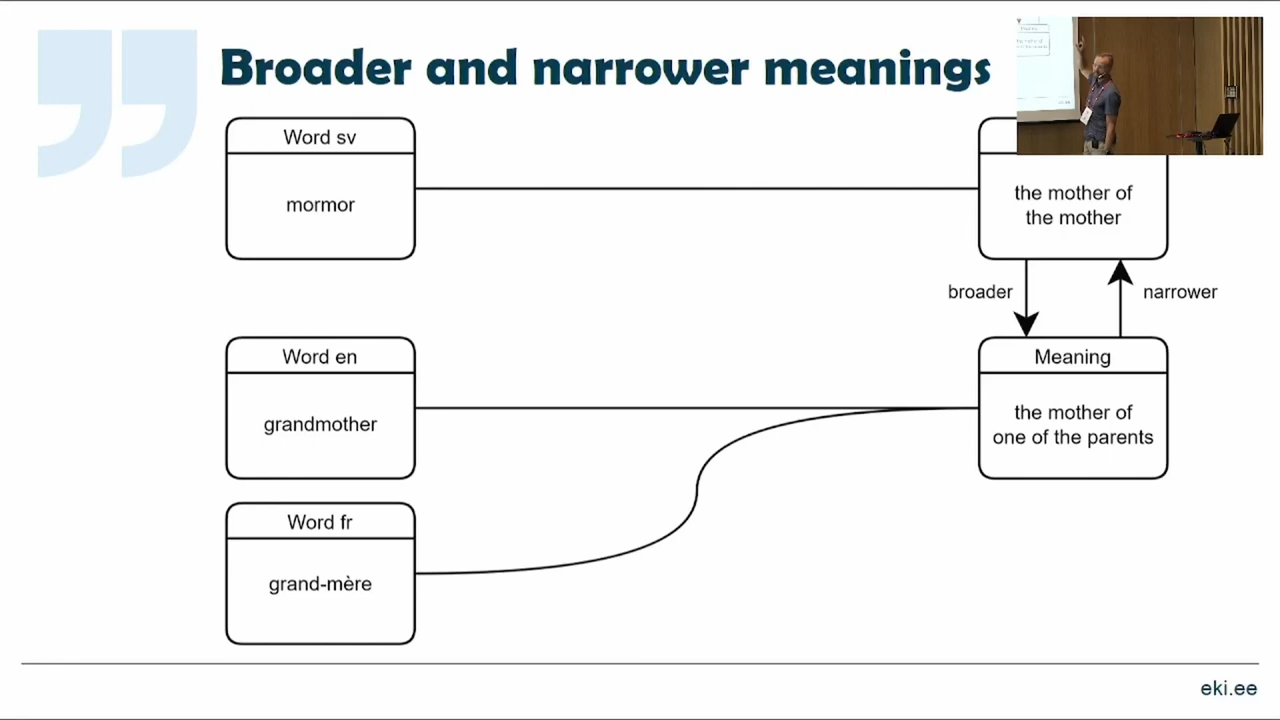 Broader and narrower meanings
Word sv
mormor
the mother of
the mother
broader
narrower
Word en
grandmother
Meaning
the mother of
one of the parents
Word fr
grand-mère
eki.ee